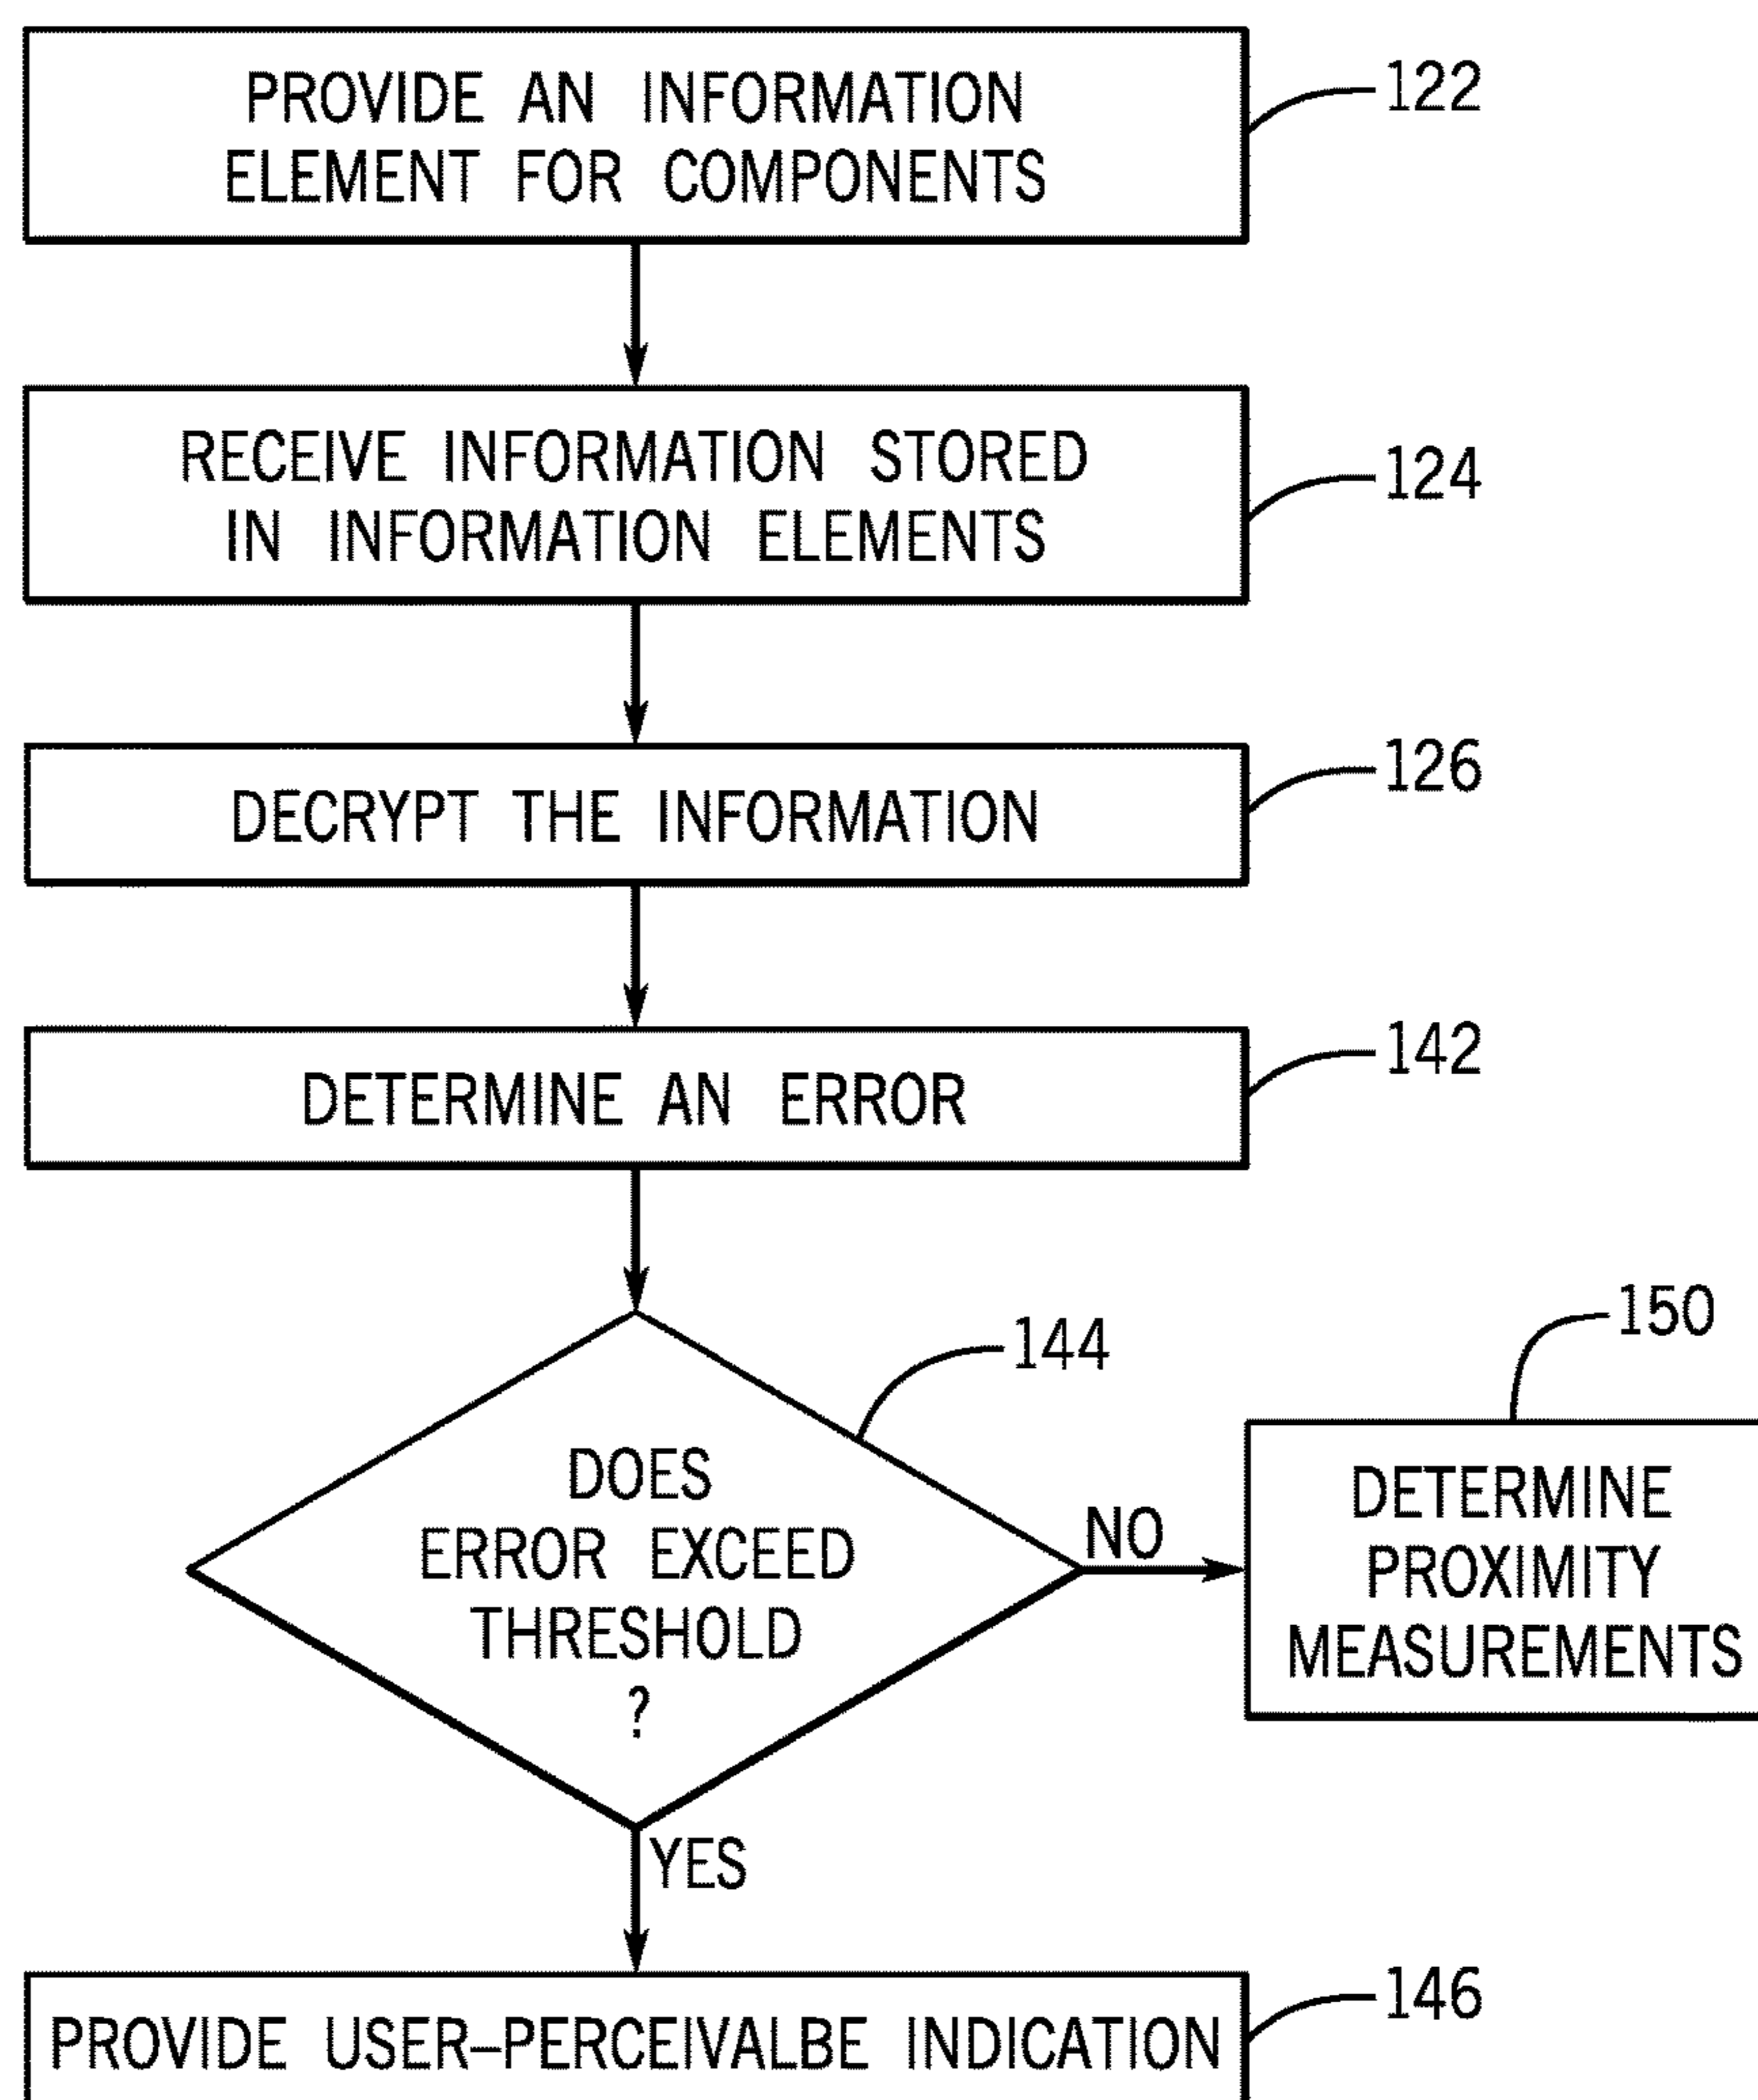 PROVIDE AN INFORMATION
ELEMENT FOR COMPONENTS
122
RECEIVE INFORMATION STORED
IN INFORMATION ELEMENTS
124
DECRYPT THE INFORMATION
126
DETERMINE AN ERROR
142
DOES
ERROR EXCEED
THRESHOLD
?
144
NO
150
DETERMINE
PROXIMITY
MEASUREMENTS
YES
PROVIDE USER-PERCEIVALBE INDICATION
146